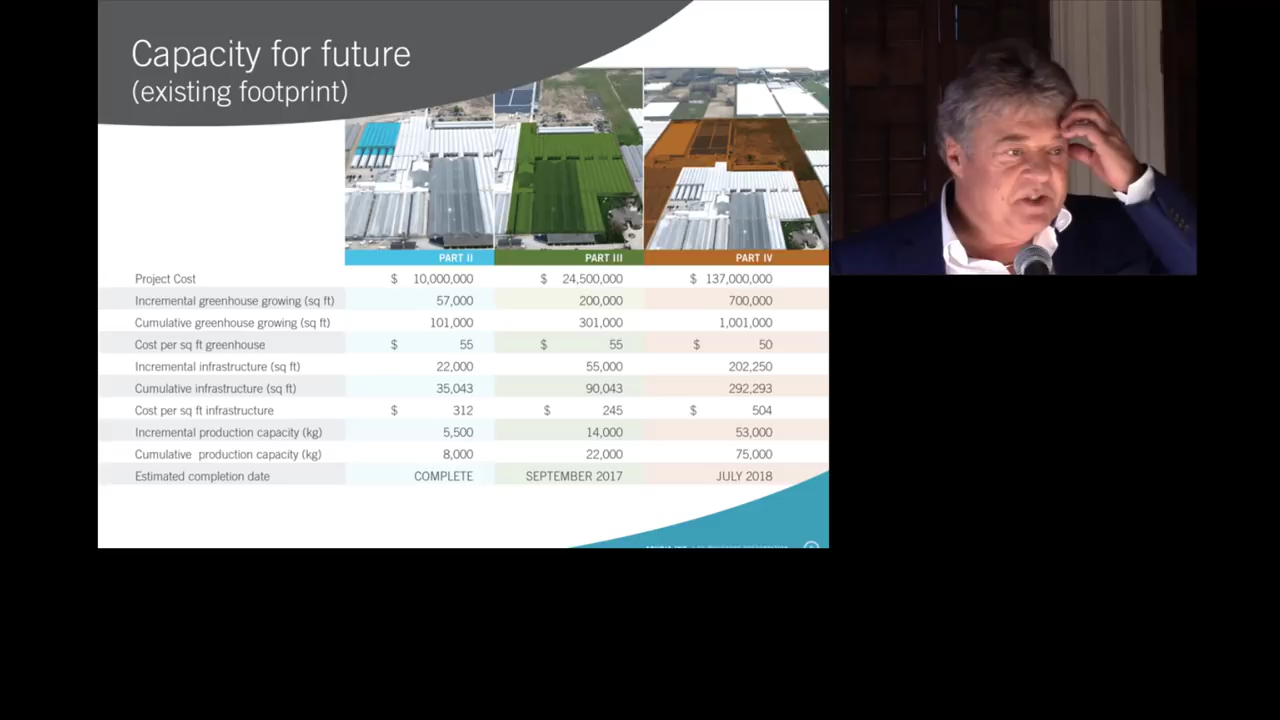 Capacity for future
(existing footprint)
PART II PART III PART IV
Project Cost $ 10,000,000 $ 24,500,000 $ 137,000,000
Incremental greenhouse growing (sq ft) 57,000 200,000 700,000
Cumulative greenhouse growing (sq ft) 101,000 301,000 1,001,000
Cost per sq ft greenhouse $ 55 $ 55 $ 50
Incremental infrastructure (sq ft) 22,000 55,000 202,250
Cumulative infrastructure (sq ft) 35,043 90,043 292,293
Cost per sq ft infrastructure $ 312 $ 245 $ 504
Incremental production capacity (kg) 5,500 14,000 53,000
Cumulative production capacity (kg) 8,000 22,000 75,000
Estimated completion date COMPLETE SEPTEMBER 2017 JULY 2018